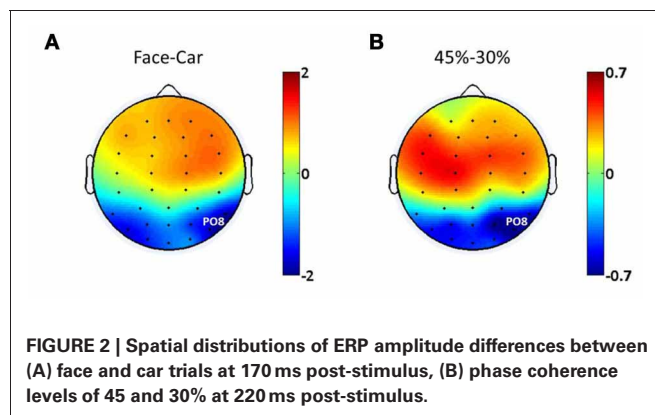 A
B
Face-Car
45%-30%
2
0
-2
0.7
0
-0.7
PO8
PO8
FIGURE 2 | Spatial distributions of ERP amplitude differences between
(A) face and car trials at 170 ms post-stimulus, (B) phase coherence
levels of 45 and 30% at 220 ms post-stimulus.